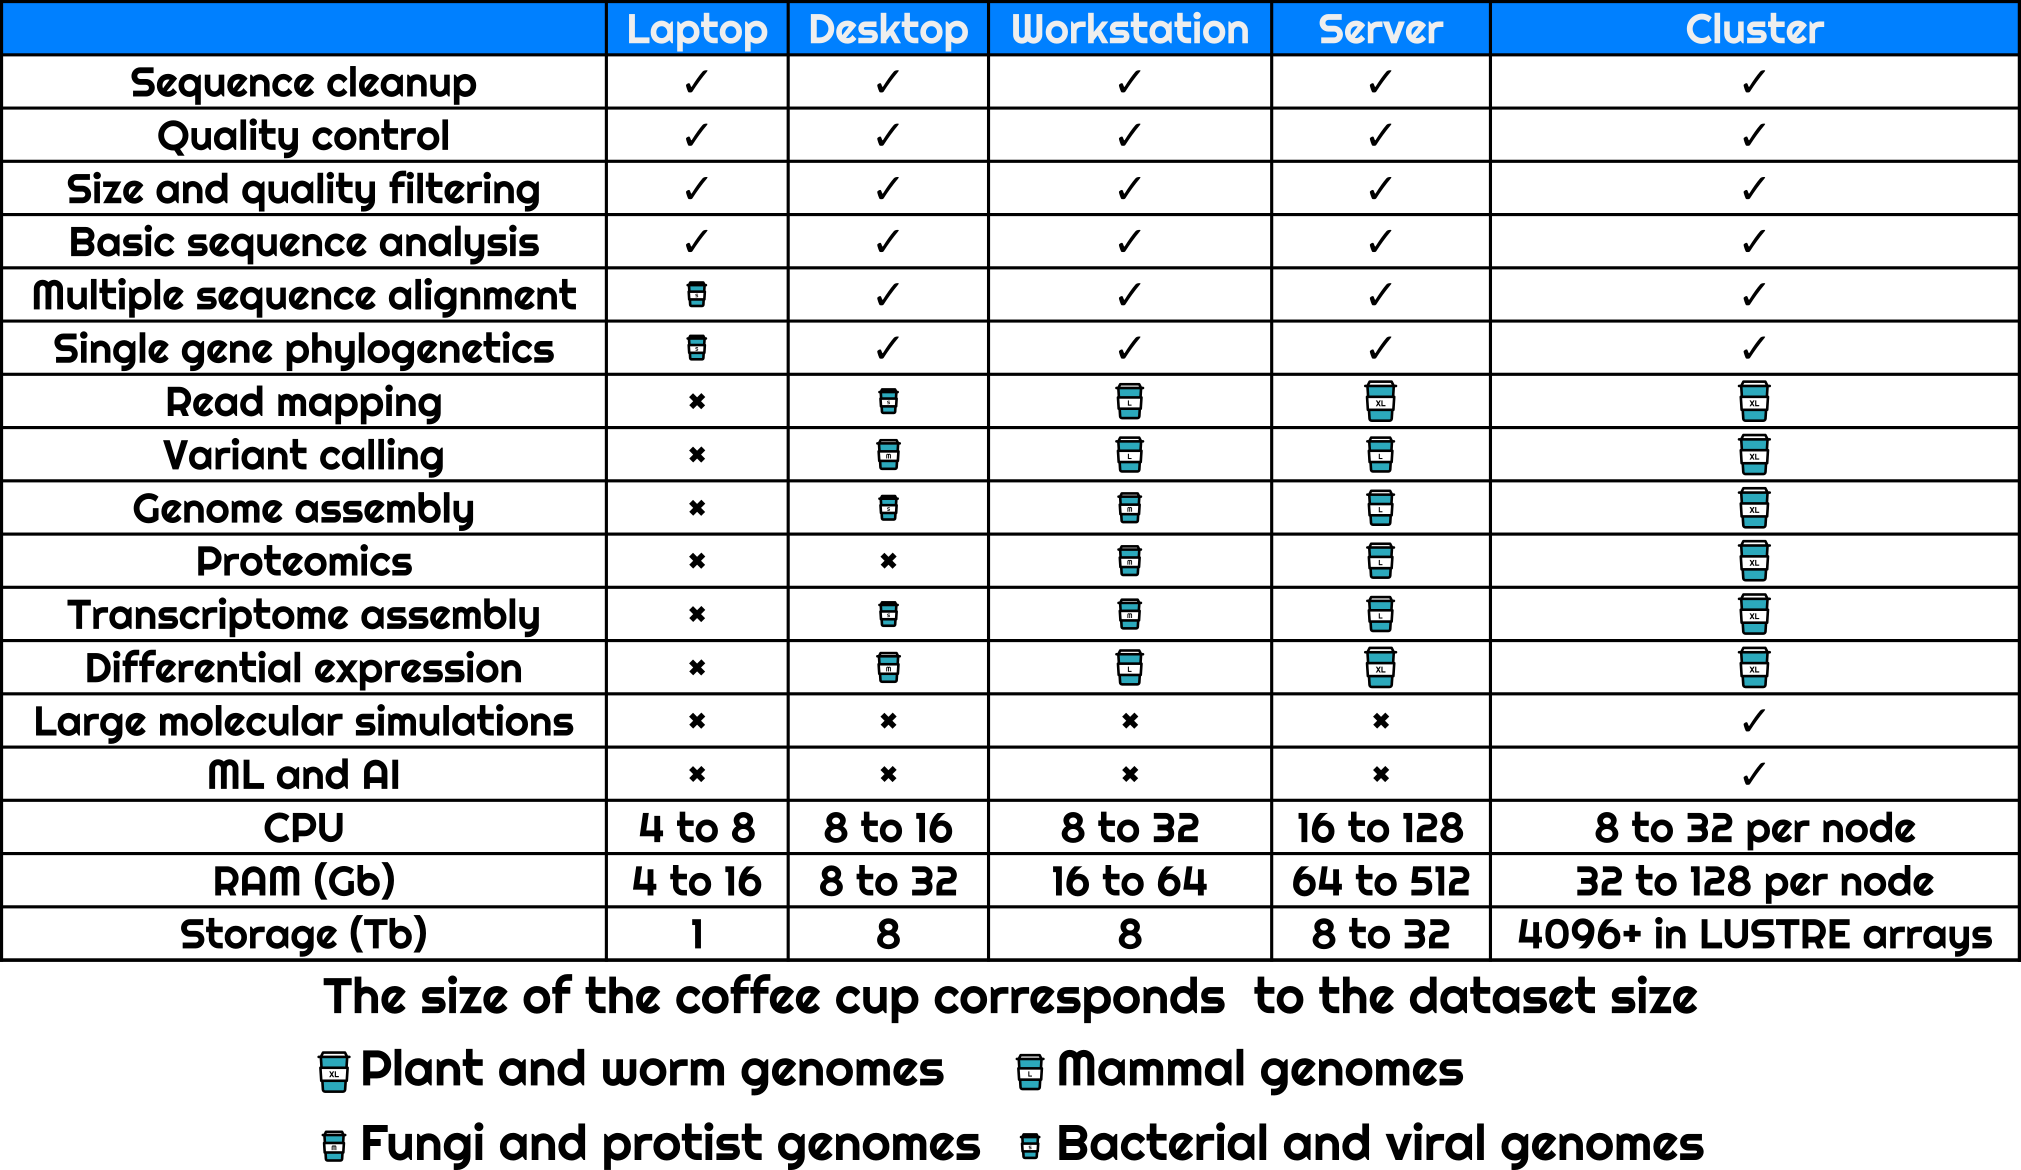 Laptop Desktop Workstation Server Cluster
Sequence cleanup ✓ ✓ ✓ ✓ ✓
Quality control ✓ ✓ ✓ ✓ ✓
Size and quality filtering ✓ ✓ ✓ ✓ ✓
Basic sequence analysis ✓ ✓ ✓ ✓ ✓
Multiple sequence alignment S ✓ ✓ ✓ ✓
Single gene phylogenetics S ✓ ✓ ✓ ✓
Read mapping ✖ S L XL XL
Variant calling ✖ M L L XL
Genome assembly ✖ S M L XL
Proteomics ✖ ✖ M L XL
Transcriptome assembly ✖ S M L XL
Differential expression ✖ M L XL XL
Large molecular simulations ✖ ✖ ✖ ✖ ✓
ML and AI ✖ ✖ ✖ ✖ ✓
CPU 4 to 8 8 to 16 8 to 32 16 to 128 8 to 32 per node
RAM (Gb) 4 to 16 8 to 32 16 to 64 64 to 512 32 to 128 per node
Storage (Tb) 1 8 8 8 to 32 4096+ in LUSTRE arrays
The size of the coffee cup corresponds to the dataset size
XL Plant and worm genomes L Mammal genomes
M Fungi and protist genomes S Bacterial and viral genomes